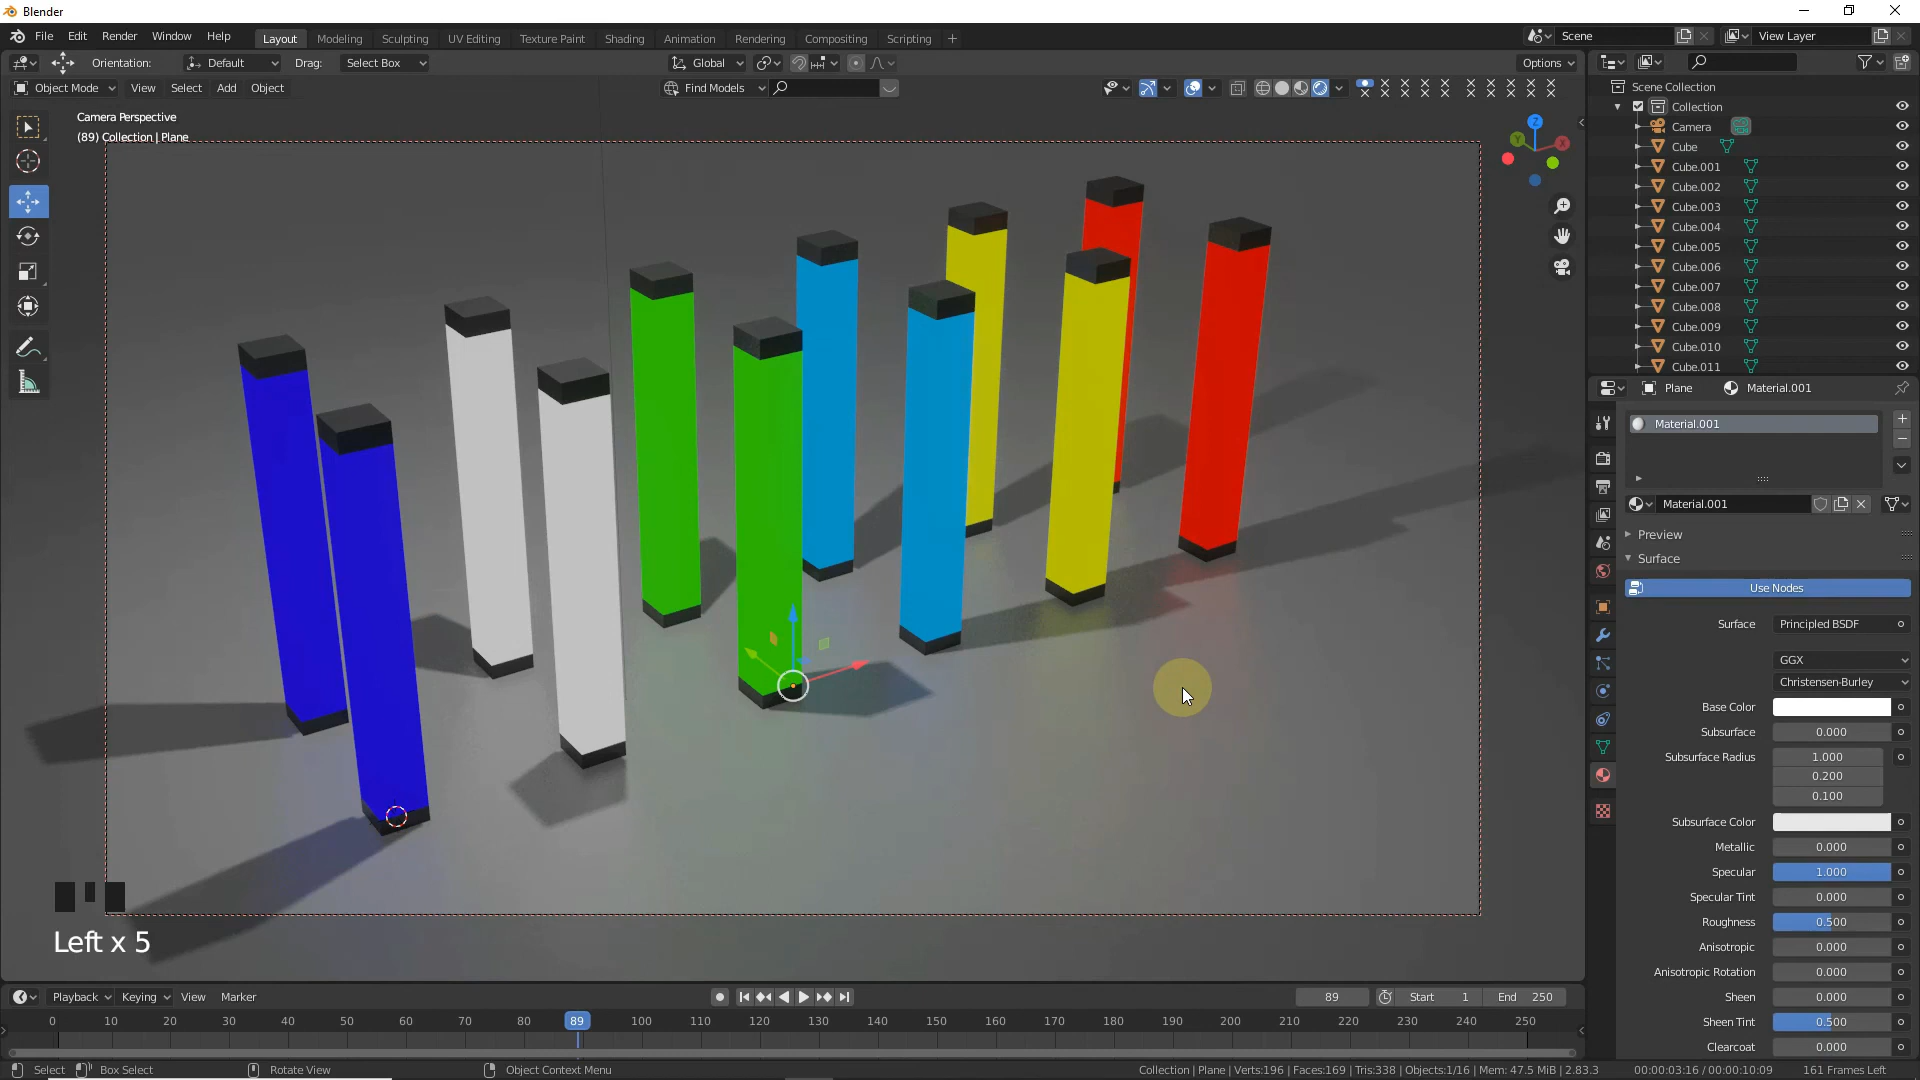 Blender
File Edit Render Window Help
Layout Modeling Sculpting UV Editing Texture Paint Shading Animation Rendering Compositing Scripting +
Scene
View Layer
Orientation: Default Drag: Select Box
Global
Options
Object Mode View Select Add Object
Find Models
Camera Perspective
(89) Collection | Plane
Z
Y
X
Scene Collection
Collection
Camera
Cube
Cube.001
Cube.002
Cube.003
Cube.004
Cube.005
Cube.006
Cube.007
Cube.008
Cube.009
Cube.010
Cube.011
Plane Material.001
Material.001
Material.001
Preview
Surface
Use Nodes
Surface Principled BSDF
GGX
Christensen-Burley
Base Color
Subsurface 0.000
Subsurface Radius 1.000
0.200
0.100
Subsurface Color
Metallic 0.000
Specular 1.000
Specular Tint 0.000
Roughness 0.500
Anisotropic 0.000
Anisotropic Rotation 0.000
Sheen 0.000
Sheen Tint 0.500
Clearcoat 0.000
Left x 5
Playback Keying View Marker
89 Start 1 End 250
0 10 20 30 40 50 60 70 80 89 100 110 120 130 140 150 160 170 180 190 200 210 220 230 240 250
Select Box Select Rotate View Object Context Menu
Collection | Plane | Verts:196 | Faces:169 | Tris:338 | Objects:1/16 | Mem: 47.5 MiB | 2.83.3
00:00:03:16 / 00:00:10:09 161 Frames Left